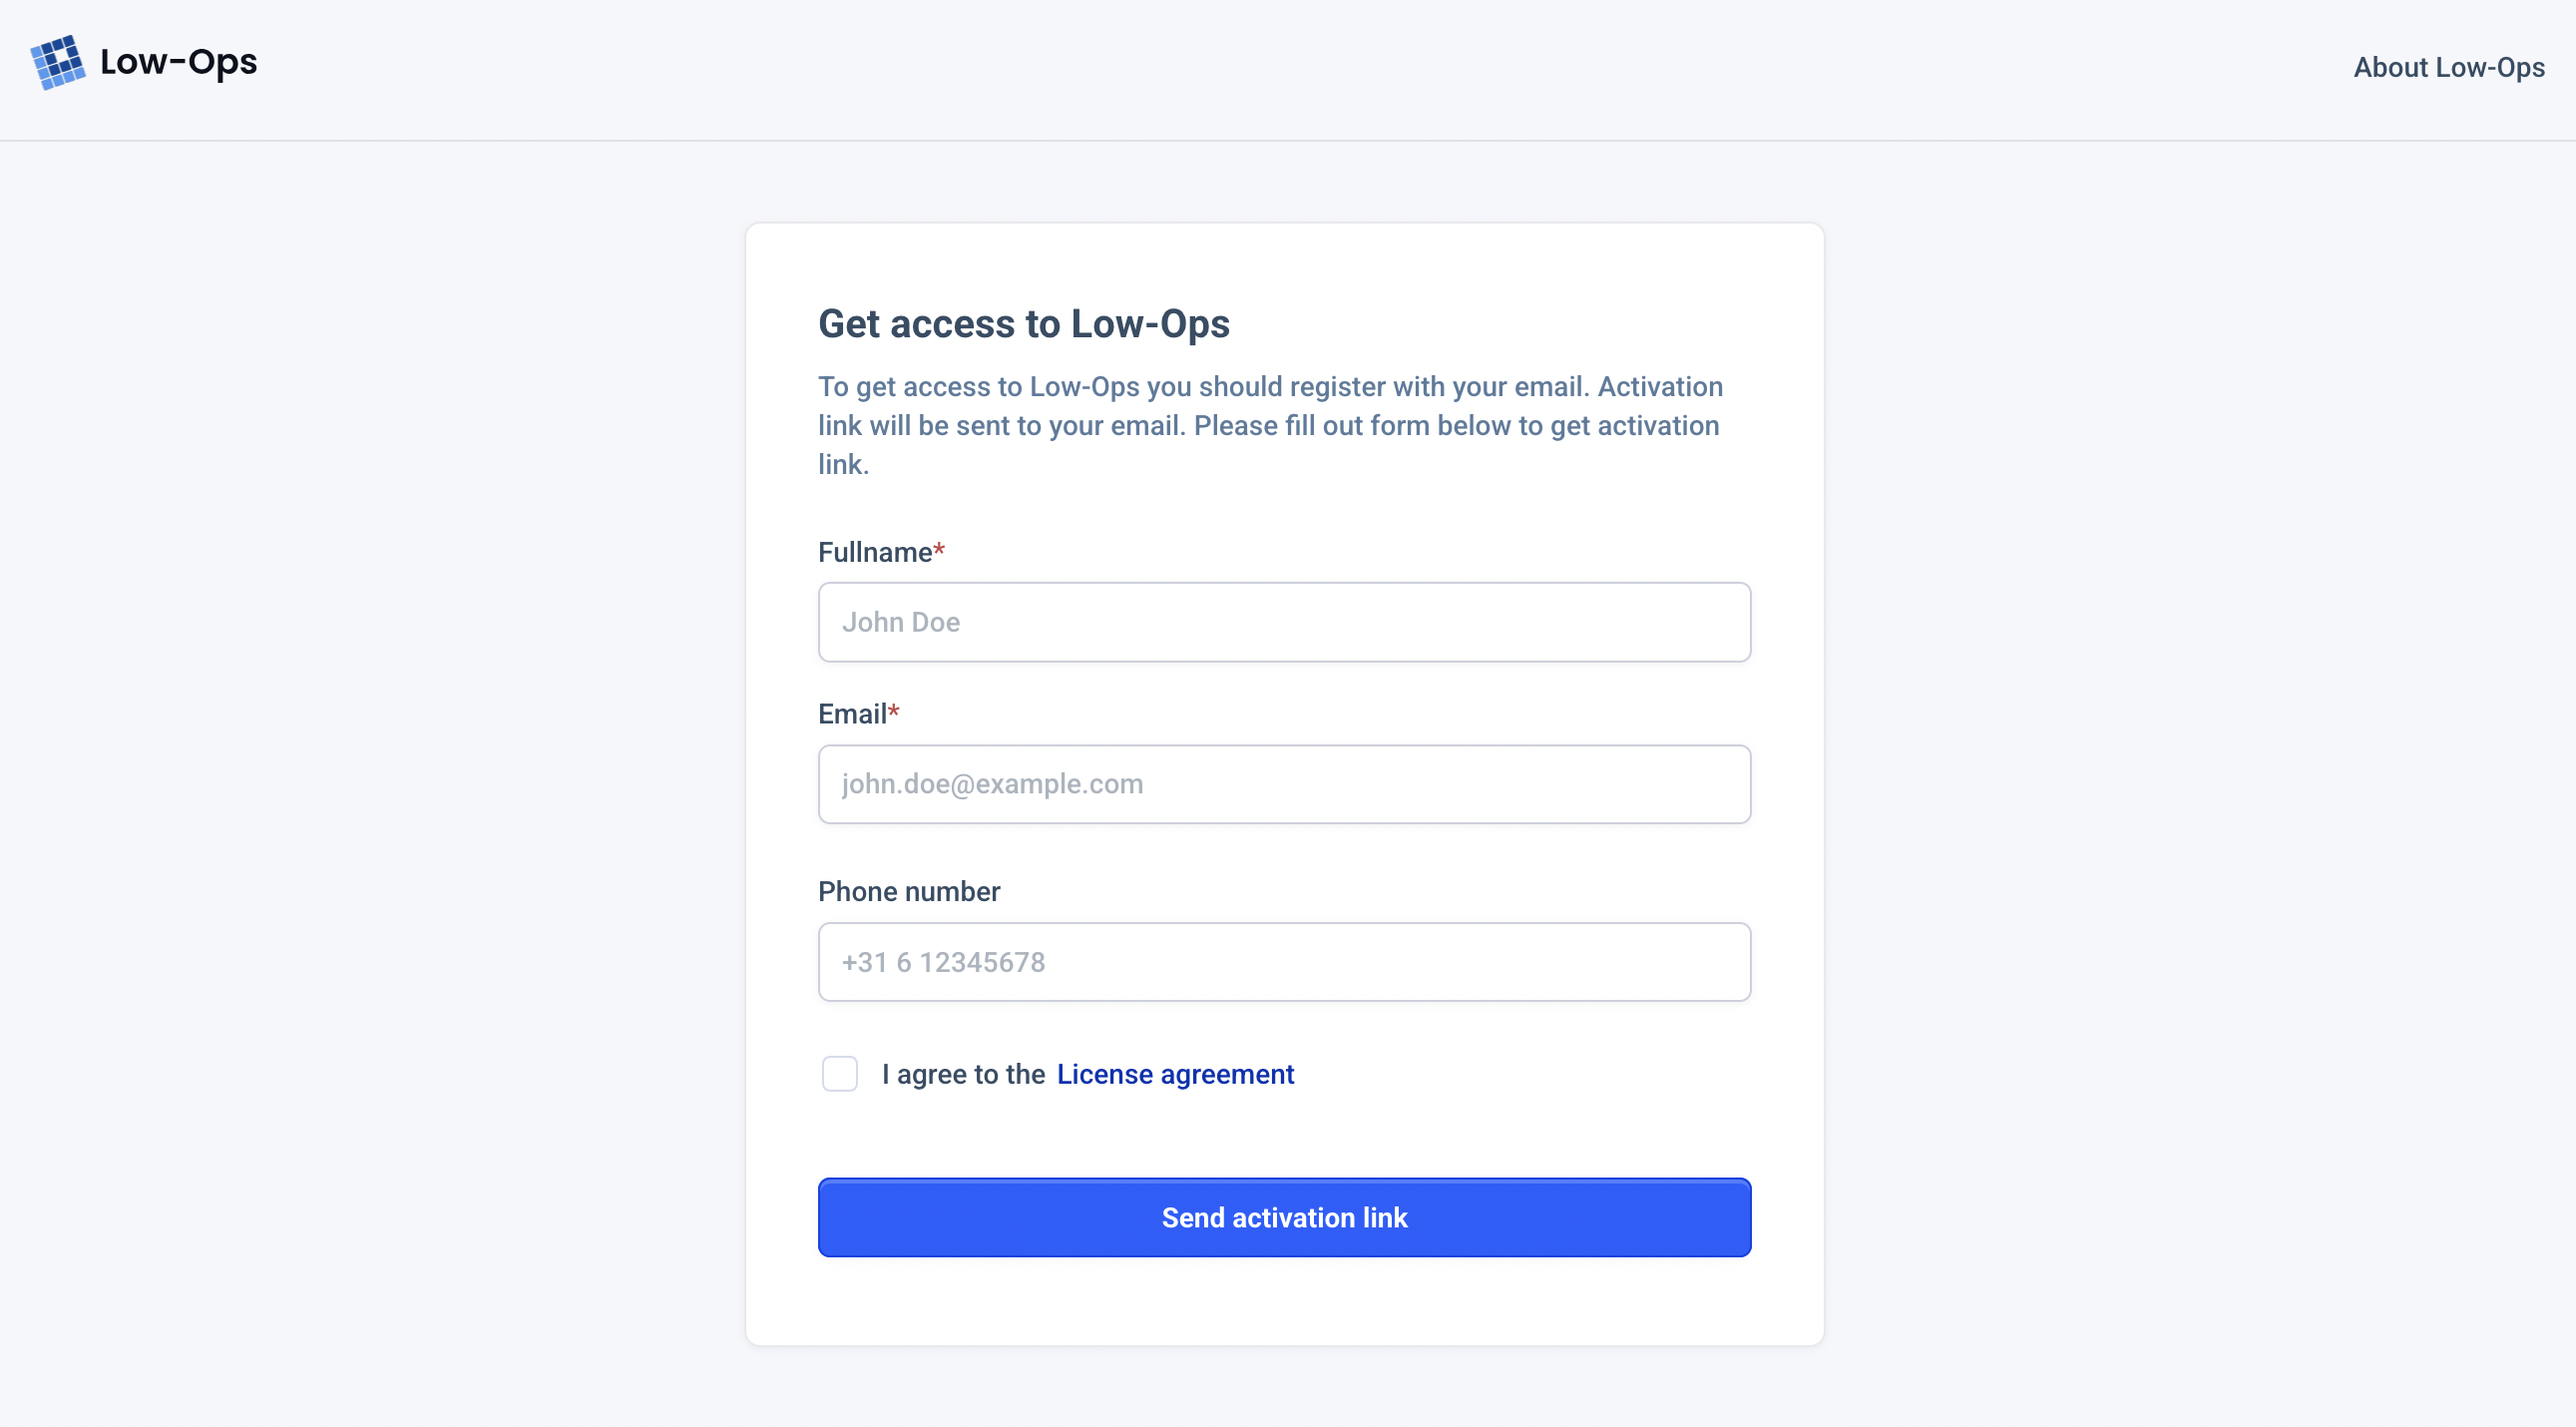 Low-Ops
About Low-Ops
Get access to Low-Ops
To get access to Low-Ops you should register with your email. Activation
link will be sent to your email. Please fill out form below to get activation
link.
Fullname*
John Doe
Email*
john.doe@example.com
Phone number
+31 6 12345678
I agree to the License agreement
Send activation link